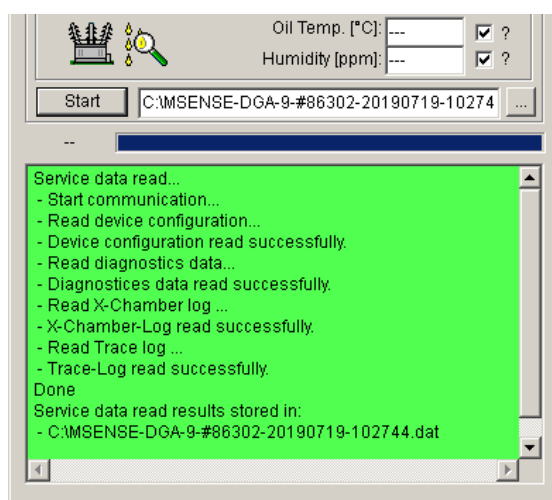 Oil Temp. [°C]: --- ?
Humidity [ppm]: --- ?
Start C:\MSENSE-DGA-9-#86302-20190719-10274 ...
--
Service data read...
- Start communication...
- Read device configuration...
- Device configuration read successfully.
- Read diagnostics data...
- Diagnostices data read successfully.
- Read X-Chamber log ...
- X-Chamber-Log read successfully.
- Read Trace log ...
- Trace-Log read successfully.
Done
Service data read results stored in:
- C:\MSENSE-DGA-9-#86302-20190719-102744.dat